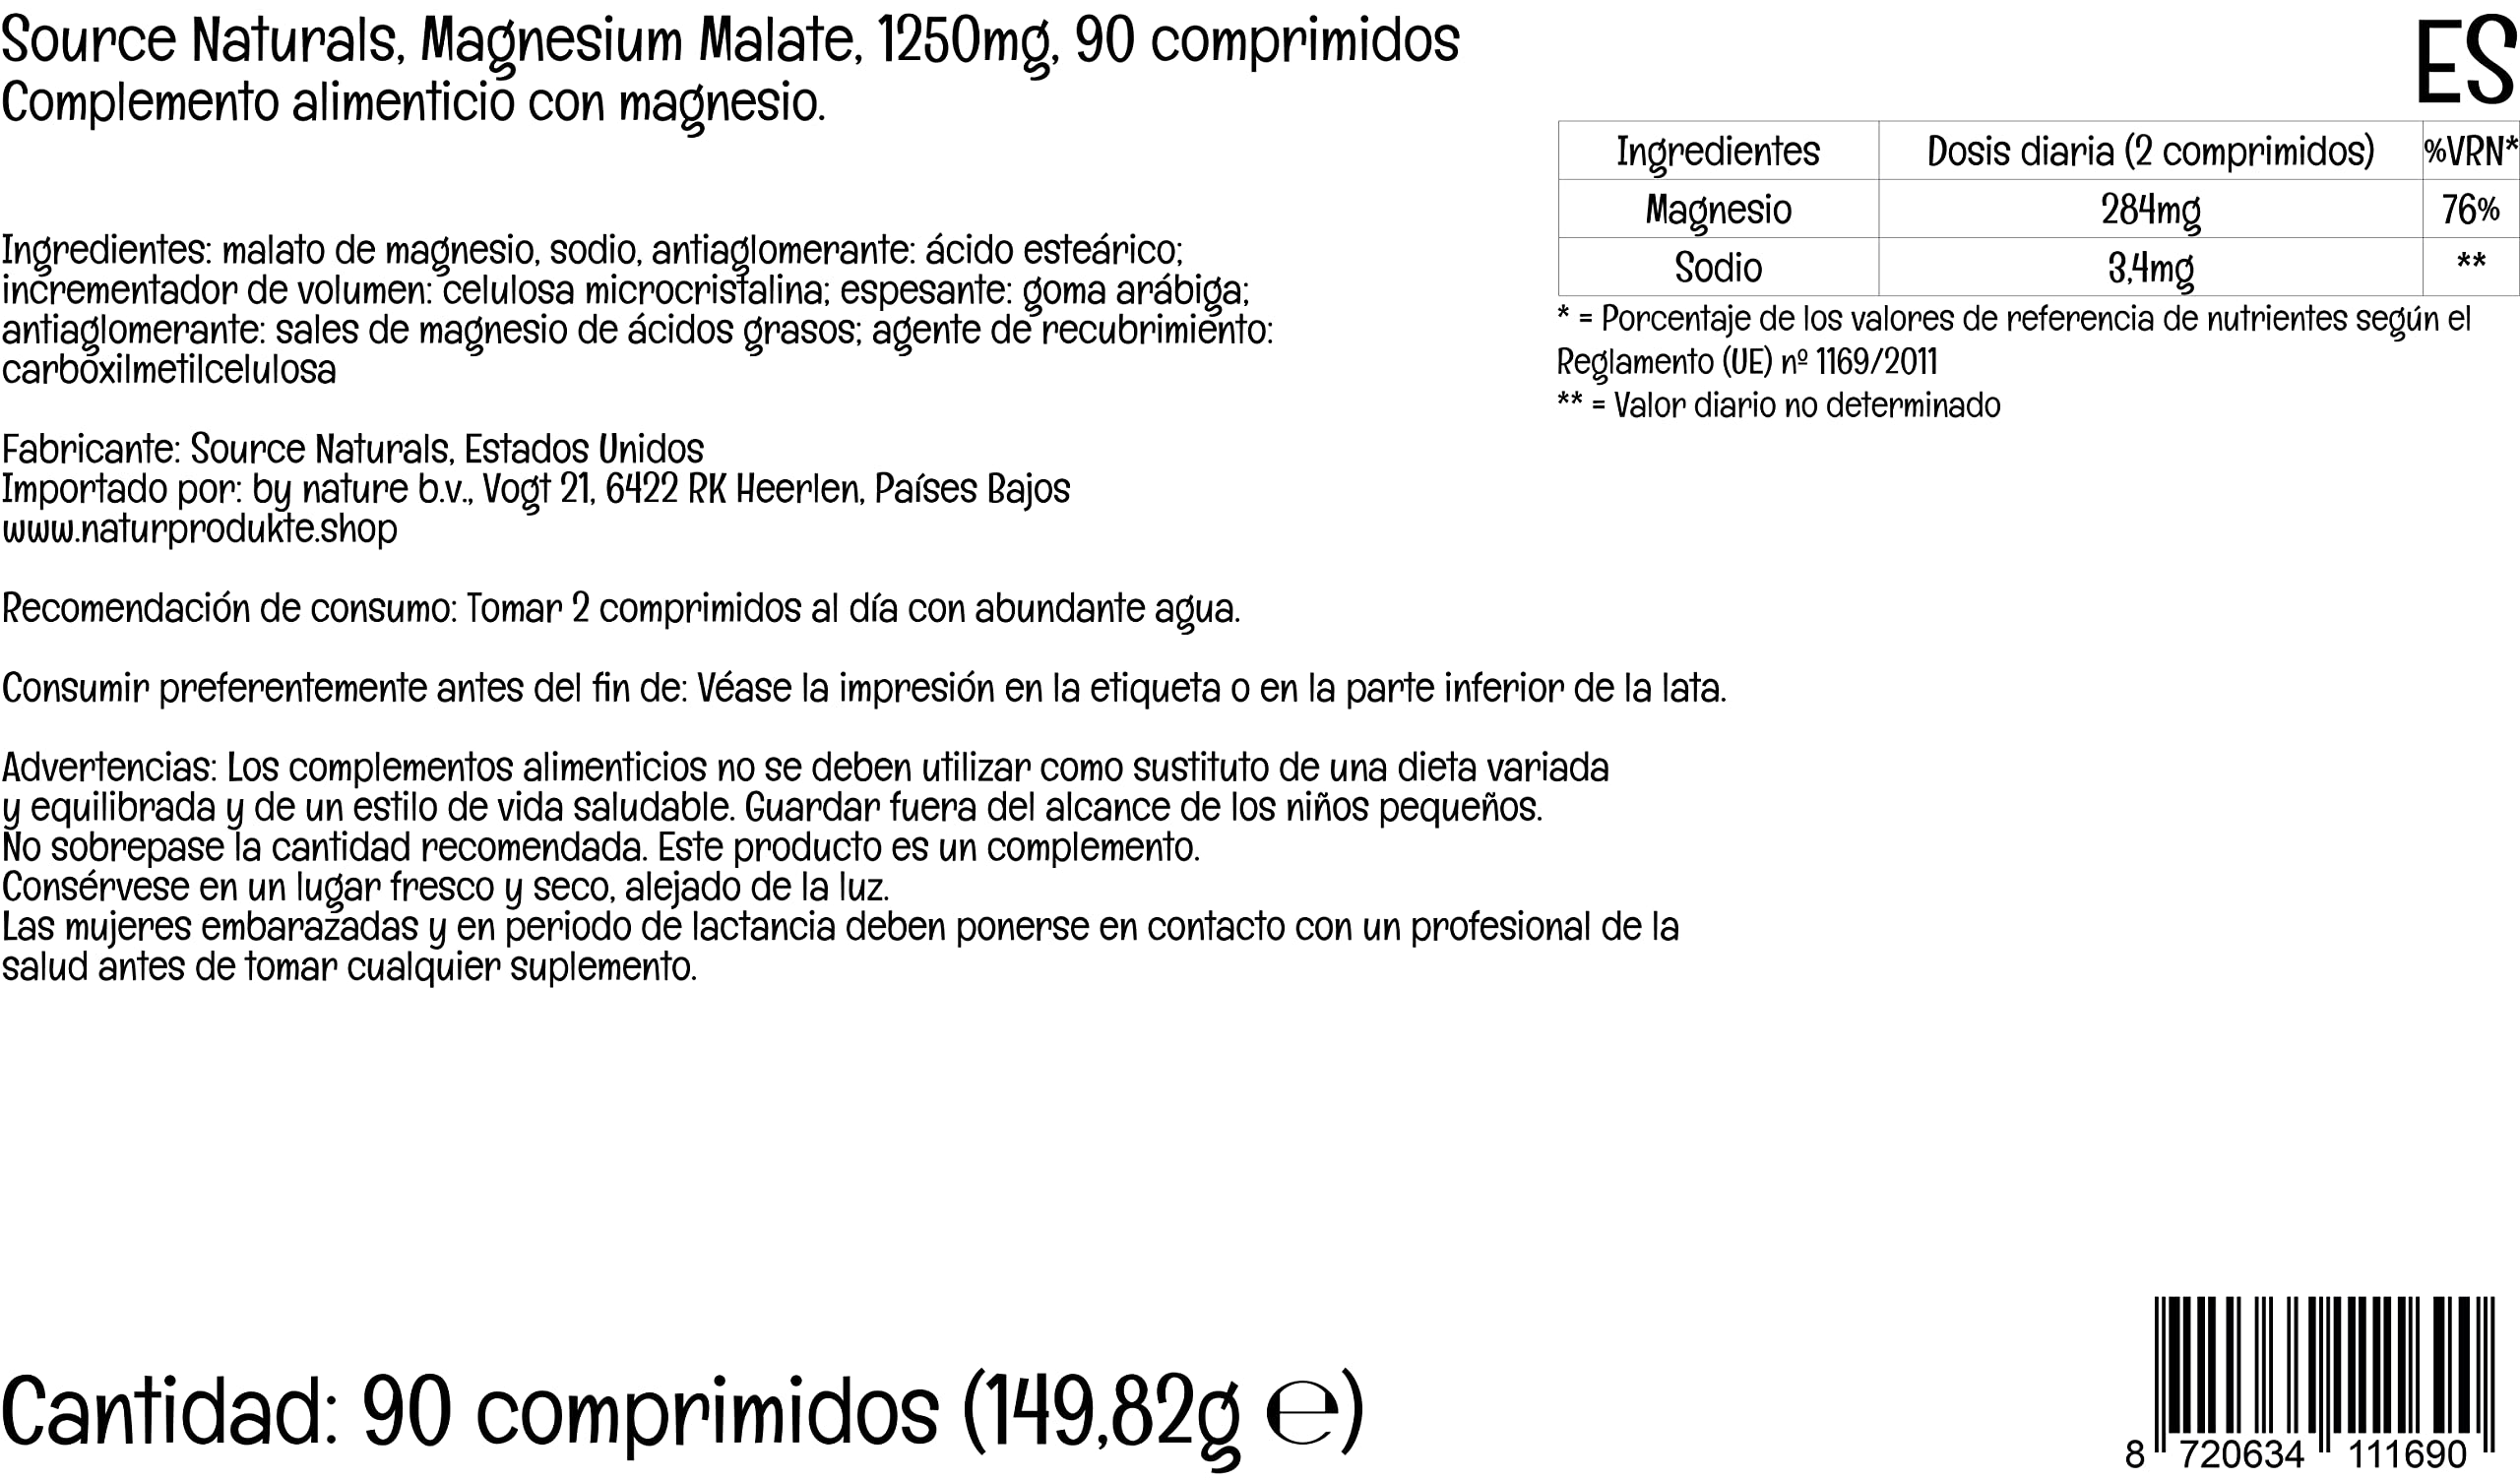 Source Naturals, Magnesium Malate, 1250mg, 90 comprimidos
Complemento alimenticio con magnesio.
ES
Ingredientes Dosis diaria (2 comprimidos) %VRN*
Magnesio 284mg 76%
Sodio 3,4mg **
* = Porcentaje de los valores de referencia de nutrientes según el
Reglamento (UE) nº 1169/2011
** = Valor diario no determinado
Ingredientes: malato de magnesio, sodio, antiaglomerante: ácido esteárico;
incrementador de volumen: celulosa microcristalina; espesante: goma arábiga;
antiaglomerante: sales de magnesio de ácidos grasos; agente de recubrimiento:
carboximetilcelulosa
Fabricante: Source Naturals, Estados Unidos
Importado por: by nature b.v., Vogt 21, 6422 RK Heerlen, Países Bajos
www.naturprodukte.shop
Recomendación de consumo: Tomar 2 comprimidos al día con abundante agua.
Consumir preferentemente antes del fin de: Véase la impresión en la etiqueta o en la parte inferior de la lata.
Advertencias: Los complementos alimenticios no se deben utilizar como sustituto de una dieta variada
y equilibrada y de un estilo de vida saludable. Guardar fuera del alcance de los niños pequeños.
No sobrepase la cantidad recomendada. Este producto es un complemento.
Consérvese en un lugar fresco y seco, alejado de la luz.
Las mujeres embarazadas y en periodo de lactancia deben ponerse en contacto con un profesional de la
salud antes de tomar cualquier suplemento.
Cantidad: 90 comprimidos (149,82g ℮)
8 720634 111690